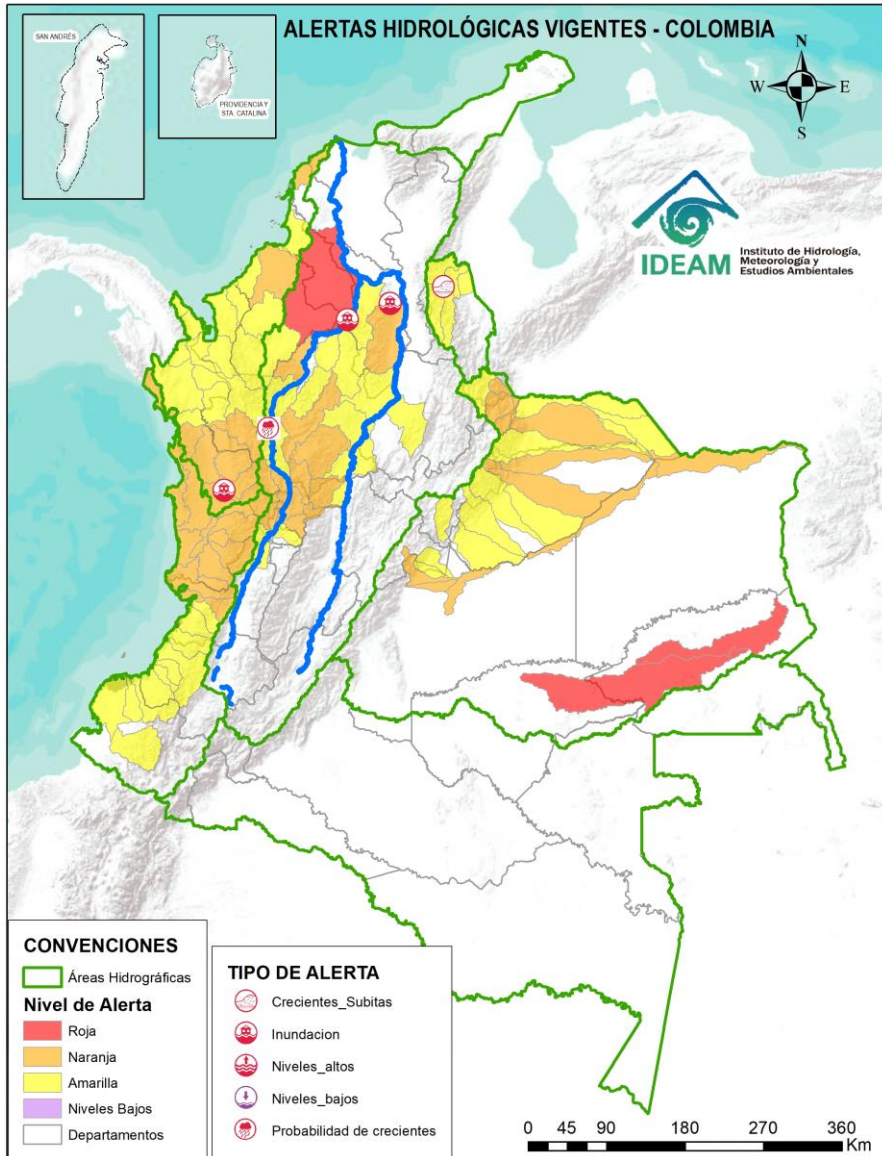 ALERTAS HIDROLÓGICAS VIGENTES - COLOMBIA
SAN ANDRÉS
PROVIDENCIA Y
STA. CATALINA
N
W
E
S
IDEAM
Instituto de Hidrología,
Meteorología y
Estudios Ambientales
CONVENCIONES
Áreas Hidrográficas
Nivel de Alerta
Roja
Naranja
Amarilla
Niveles Bajos
Departamentos
TIPO DE ALERTA
Crecientes_Subitas
Inundacion
Niveles_altos
Niveles_bajos
Probabilidad de crecientes
0 45 90 180 270 360
Km